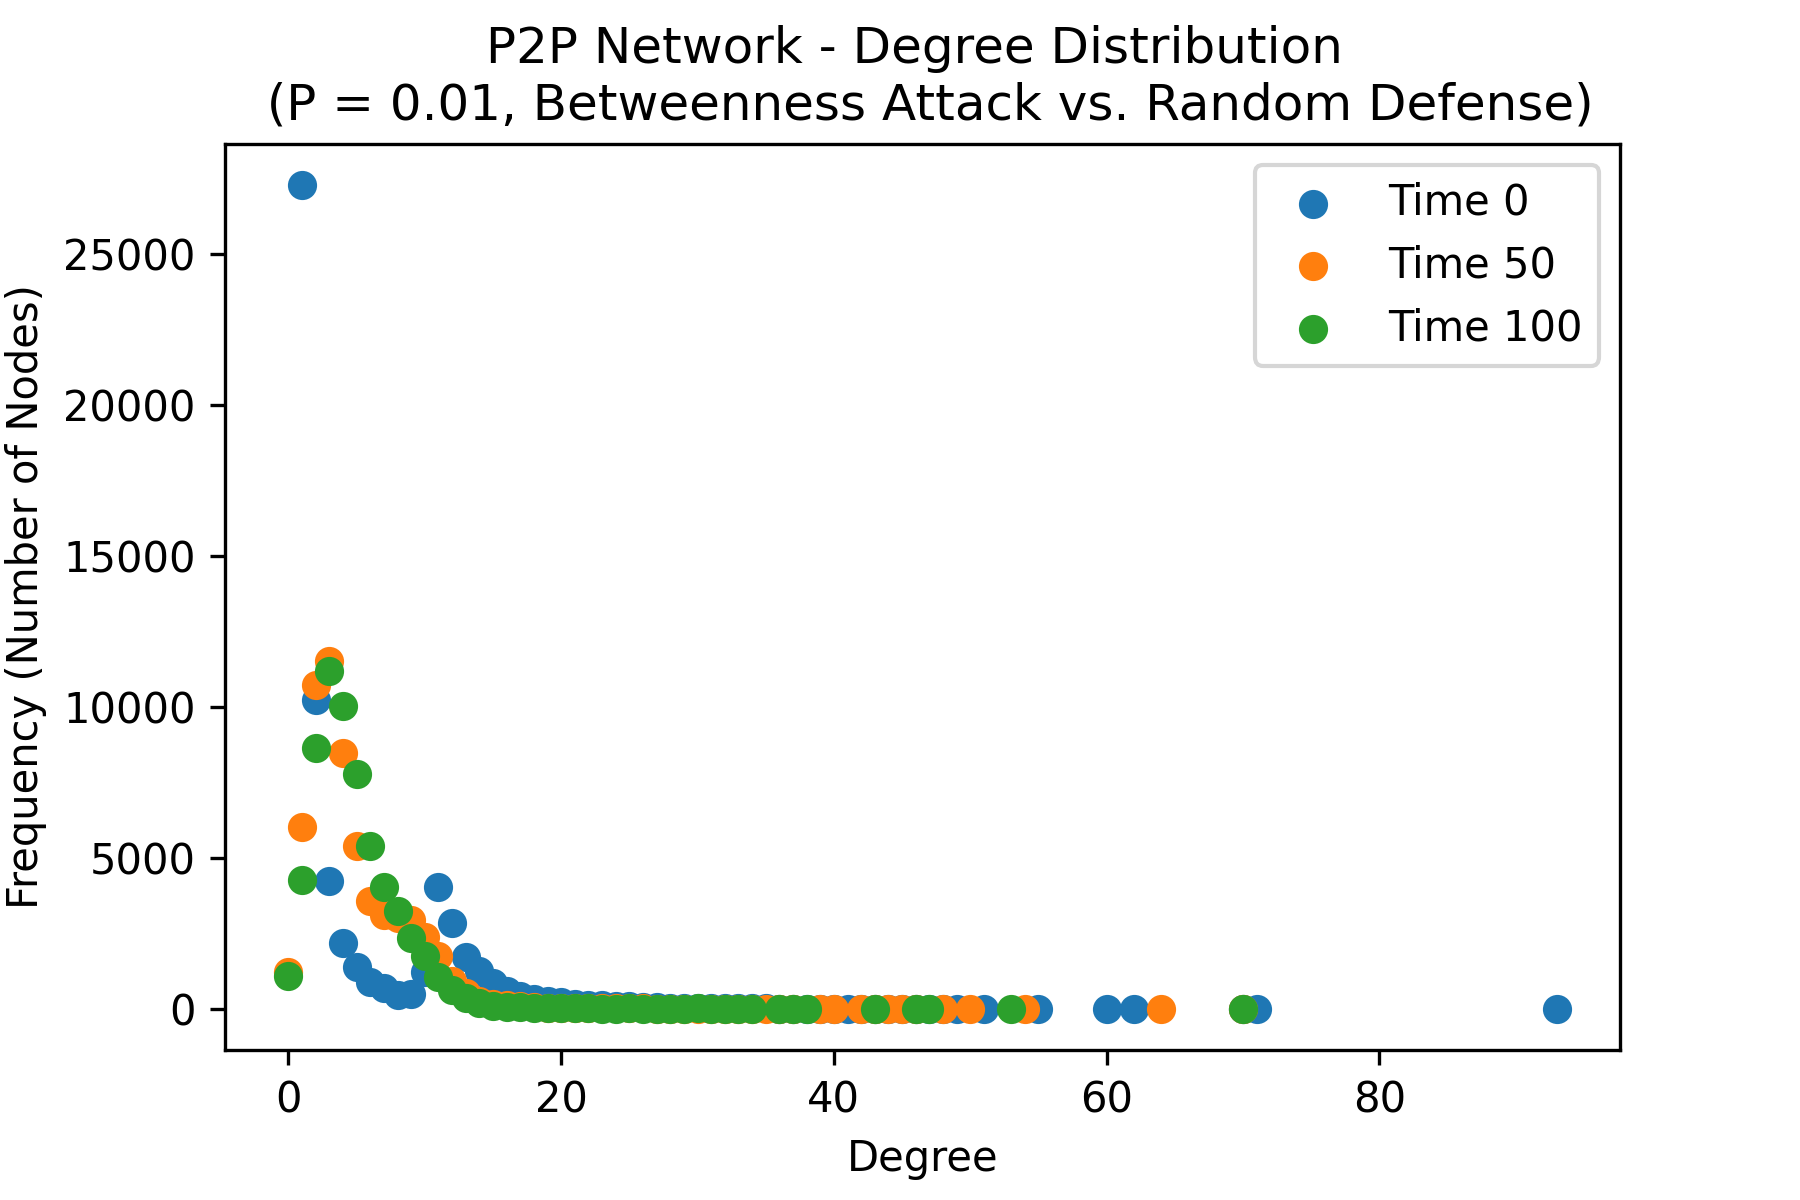 P2P Network - Degree Distribution
(P = 0.01, Betweenness Attack vs. Random Defense)
Time 0
Time 50
Time 100
Frequency (Number of Nodes)
25000
20000
15000
10000
5000
0
0 20 40 60 80
Degree